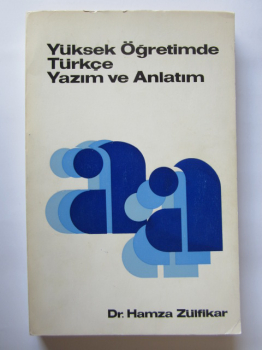 Yüksek Öğretimde
Türkçe
Yazım ve Anlatım
a a
Dr. Hamza Zülfikar